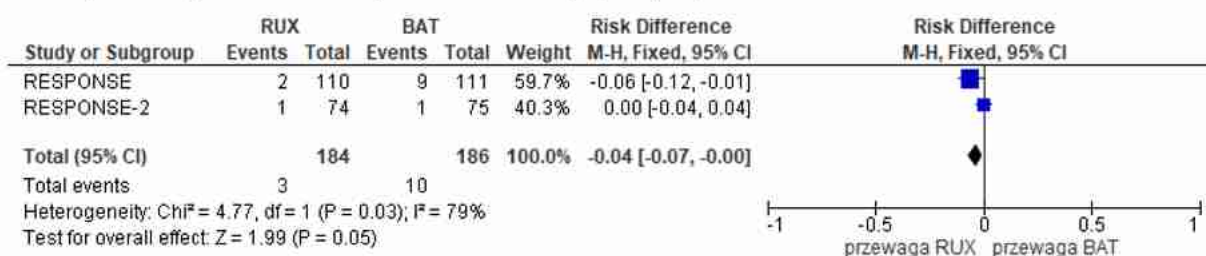 RUX BAT Risk Difference Risk Difference
Study or Subgroup Events Total Events Total Weight M-H, Fixed, 95% CI M-H, Fixed, 95% CI
RESPONSE 2 110 9 111 59.7% -0.06 [-0.12, -0.01]
RESPONSE-2 1 74 1 75 40.3% 0.00 [-0.04, 0.04]
Total (95% CI) 184 186 100.0% -0.04 [-0.07, -0.00]
Total events 3 10
Heterogeneity: Chi² = 4.77, df = 1 (P = 0.03); I² = 79%
Test for overall effect: Z = 1.99 (P = 0.05)
-1 -0.5 0 0.5 1
przewaga RUX przewaga BAT